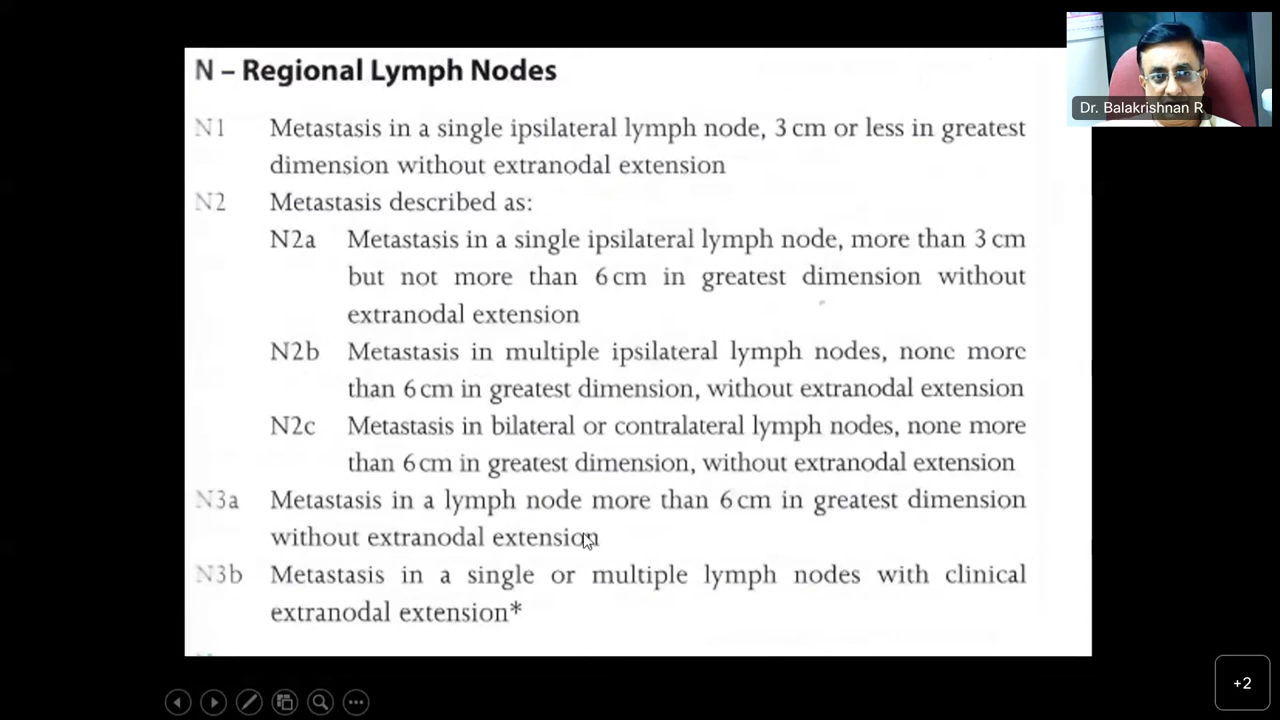 N – Regional Lymph Nodes
Dr. Balakrishnan R
N1 Metastasis in a single ipsilateral lymph node, 3 cm or less in greatest
dimension without extranodal extension
N2 Metastasis described as:
N2a Metastasis in a single ipsilateral lymph node, more than 3 cm
but not more than 6 cm in greatest dimension without
extranodal extension
N2b Metastasis in multiple ipsilateral lymph nodes, none more
than 6 cm in greatest dimension, without extranodal extension
N2c Metastasis in bilateral or contralateral lymph nodes, none more
than 6 cm in greatest dimension, without extranodal extension
N3a Metastasis in a lymph node more than 6 cm in greatest dimension
without extranodal extension
N3b Metastasis in a single or multiple lymph nodes with clinical
extranodal extension*
+2